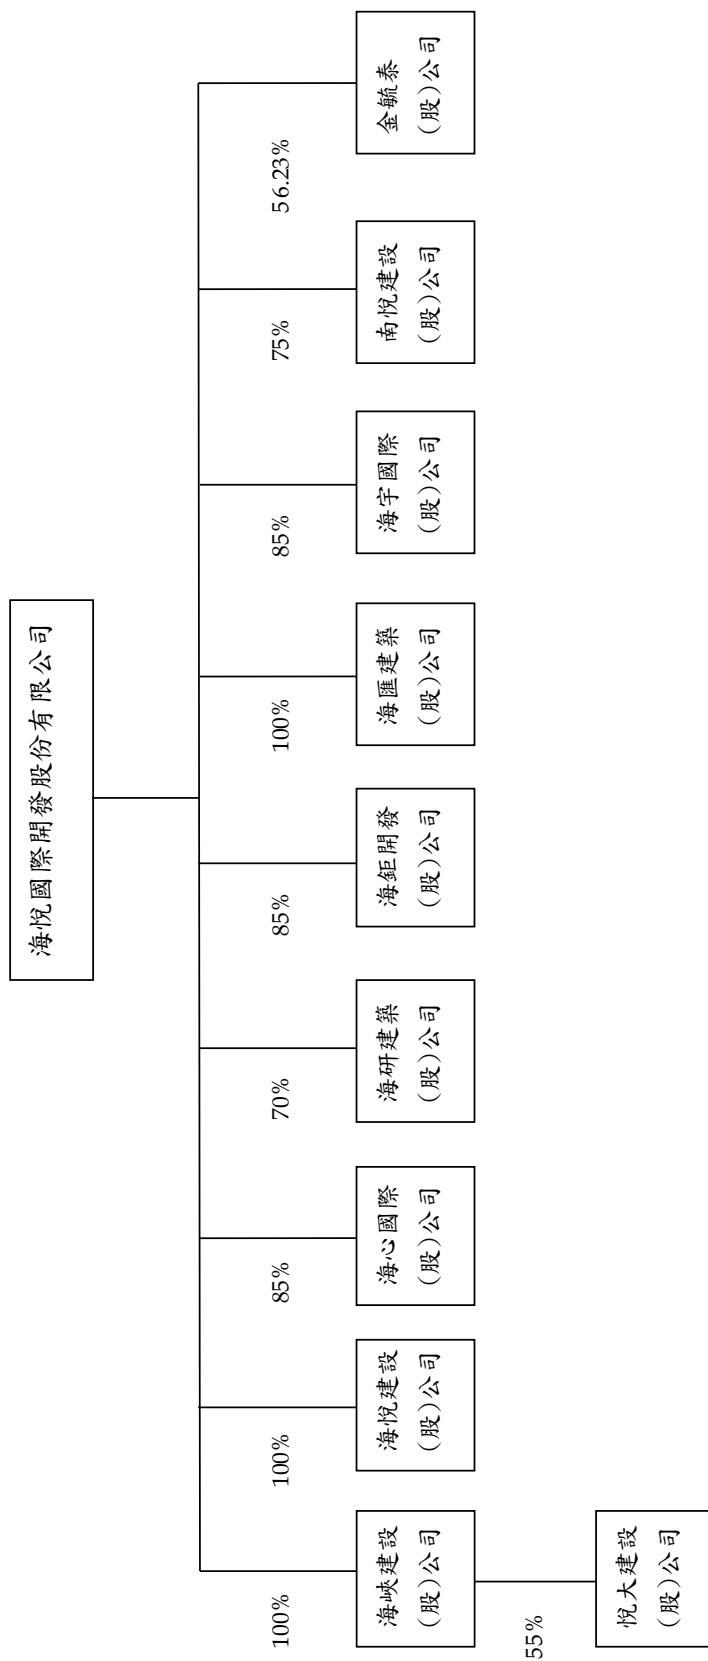 海悅國際開發股份有限公司
100%
100%
85%
70%
85%
100%
85%
75%
56.23%
海峽建設
(股)公司
海悅建設
(股)公司
海心國際
(股)公司
海研建築
(股)公司
海鉅開發
(股)公司
海匯建築
(股)公司
海宇國際
(股)公司
南悅建設
(股)公司
金毓泰
(股)公司
55%
悅大建設
(股)公司